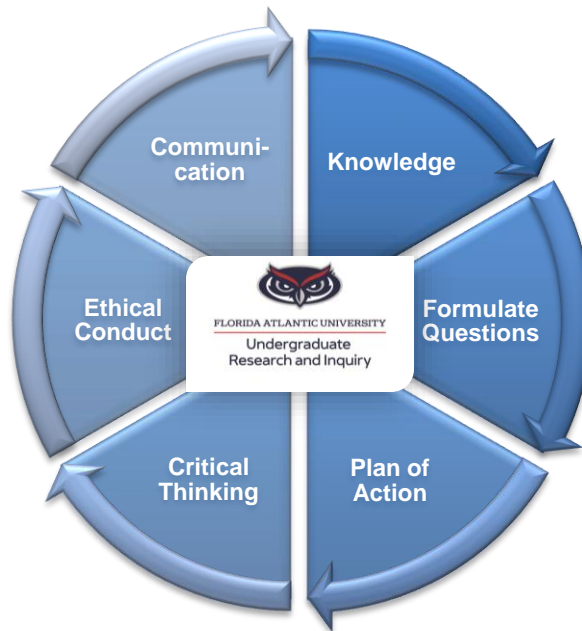 Communi-
cation
Knowledge
Ethical
Conduct
FLORIDA ATLANTIC UNIVERSITY
Undergraduate
Research and Inquiry
Formulate
Questions
Critical
Thinking
Plan of
Action